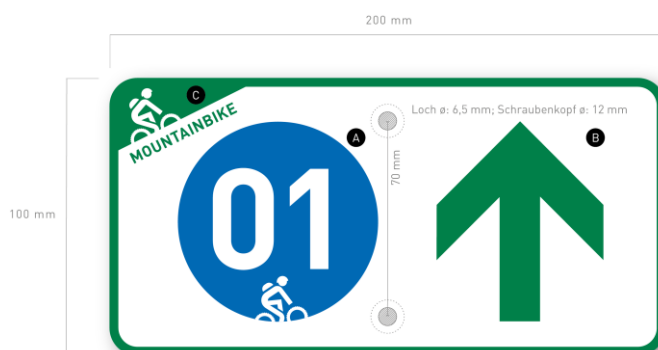 200 mm
C
MOUNTAINBIKE
Loch ø: 6,5 mm; Schraubenkopf ø: 12 mm
A
B
70 mm
01
100 mm